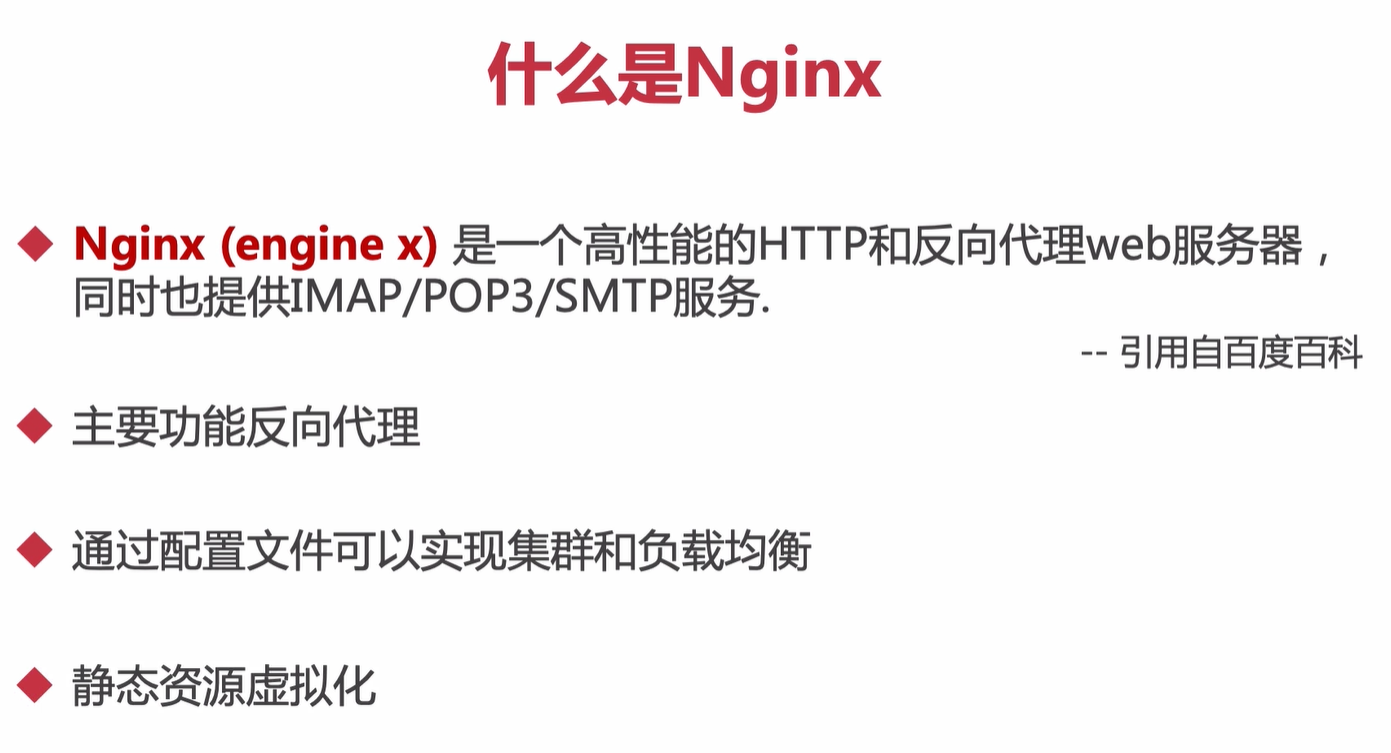 什么是Nginx
Nginx (engine x) 是一个高性能的HTTP和反向代理web服务器，
同时也提供IMAP/POP3/SMTP服务.
-- 引用自百度百科
主要功能反向代理
通过配置文件可以实现集群和负载均衡
静态资源虚拟化